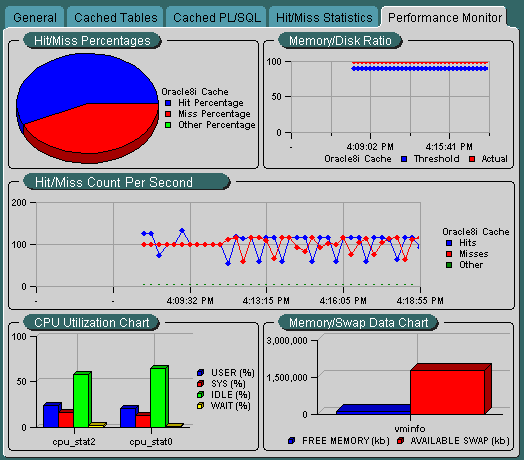 General Cached Tables Cached PL/SQL Hit/Miss Statistics Performance Monitor
Hit/Miss Percentages
Oracle8i Cache
Hit Percentage
Miss Percentage
Other Percentage
Memory/Disk Ratio
100
50
0
- 4:09:02 PM 4:15:41 PM
Oracle8i Cache Threshold Actual
Hit/Miss Count Per Second
200
100
0
- - 4:09:32 PM 4:13:15 PM 4:16:05 PM 4:18:55 PM
Oracle8i Cache
Hits
Misses
Other
CPU Utilization Chart
100
50
0
cpu_stat2 cpu_stat0
USER (%)
SYS (%)
IDLE (%)
WAIT (%)
Memory/Swap Data Chart
3,000,000
1,500,000
0
vminfo
FREE MEMORY (kb) AVAILABLE SWAP (kb)